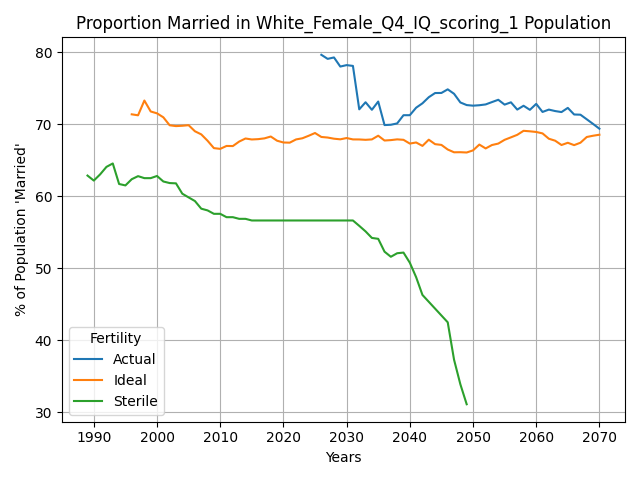 Proportion Married in White_Female_Q4_IQ_scoring_1 Population
% of Population 'Married'
80
70
60
50
40
30
Fertility
Actual
Ideal
Sterile
1990 2000 2010 2020 2030 2040 2050 2060 2070
Years